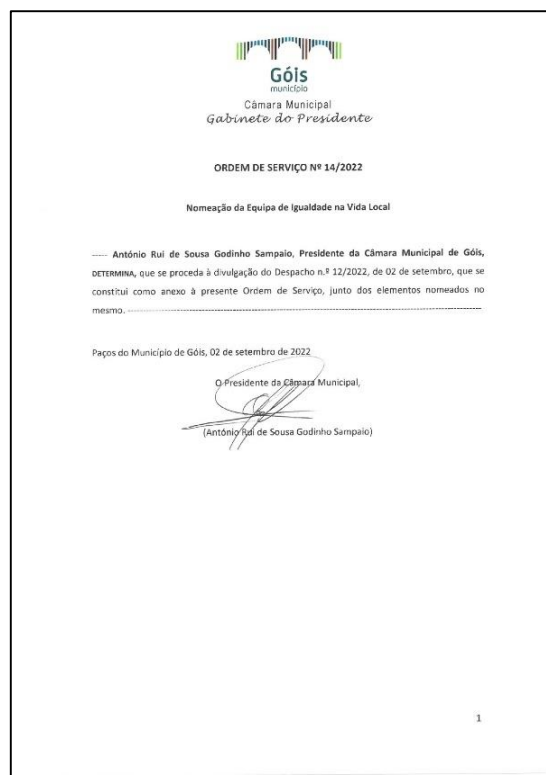 Góis
município
Câmara Municipal
Gabinete do Presidente
ORDEM DE SERVIÇO Nº 14/2022
Nomeação da Equipa de Igualdade na Vida Local
----- António Rui de Sousa Godinho Sampaio, Presidente da Câmara Municipal de Góis,
DETERMINA, que se proceda à divulgação do Despacho n.º 12/2022, de 02 de setembro, que se
constitui como anexo à presente Ordem de Serviço, junto dos elementos nomeados no
mesmo. -----------------------------------------------------------------------
Paços do Município de Góis, 02 de setembro de 2022
O Presidente da Câmara Municipal,
(António Rui de Sousa Godinho Sampaio)
1